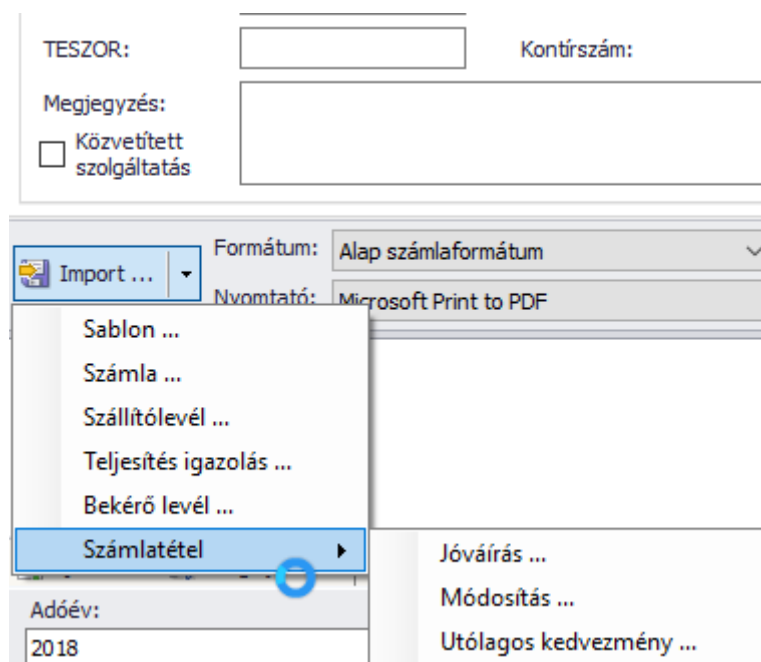 TESZOR:
Kontírszám:
Megjegyzés:
Közvetített
szolgáltatás
Import ...
Formátum:
Alap számlaformátum
Nyomtató:
Microsoft Print to PDF
Sablon ...
Számla ...
Szállítólevél ...
Teljesítés igazolás ...
Bekérő levél ...
Számlatétel
Jóváírás ...
Módosítás ...
Utólagos kedvezmény ...
Adóév:
2018